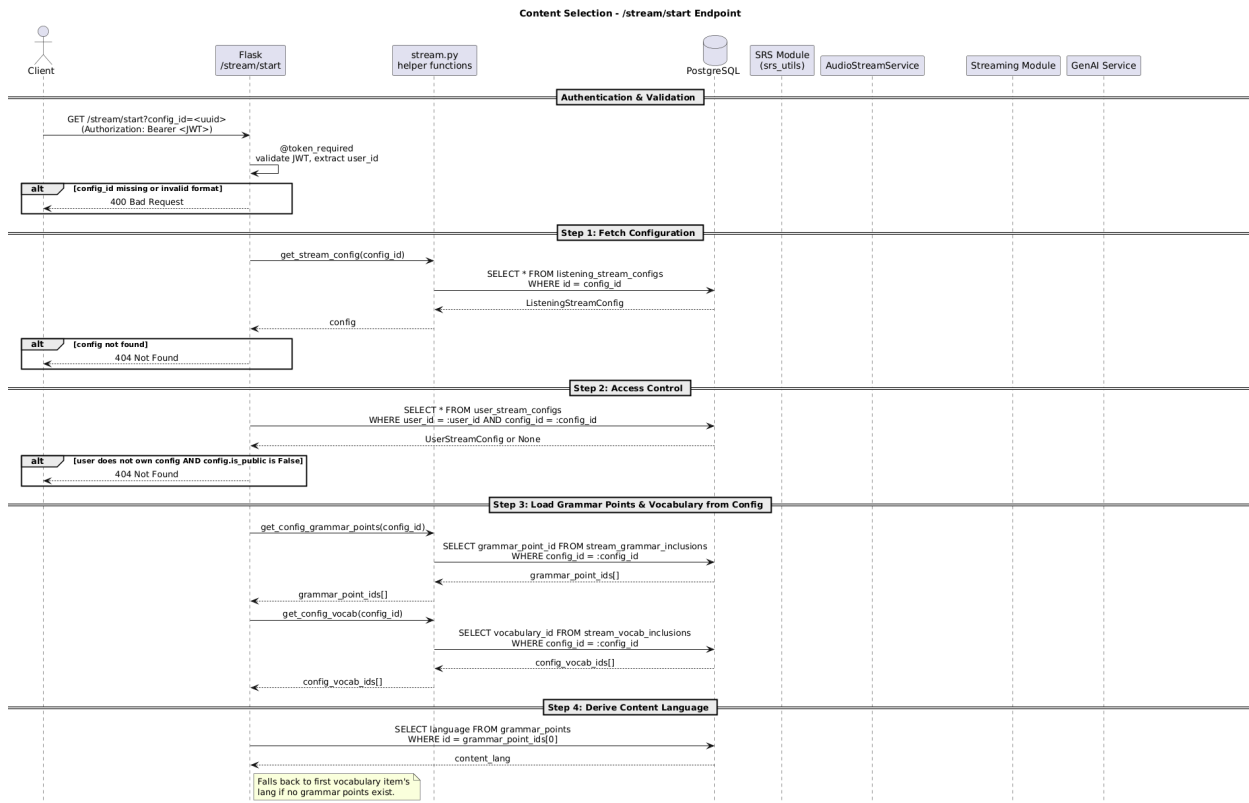 Content Selection - /stream/start Endpoint
Client
Flask
/stream/start
stream.py
helper functions
PostgreSQL
SRS Module
(srs_utils)
AudioStreamService
Streaming Module
GenAI Service
Authentication & Validation
GET /stream/start?config_id=<uuid>
(Authorization: Bearer <JWT>)
@token_required
validate JWT, extract user_id
alt [config_id missing or invalid format]
400 Bad Request
Step 1: Fetch Configuration
get_stream_config(config_id)
SELECT * FROM listening_stream_configs
WHERE id = config_id
ListeningStreamConfig
config
alt [config not found]
404 Not Found
Step 2: Access Control
SELECT * FROM user_stream_configs
WHERE user_id = :user_id AND config_id = :config_id
UserStreamConfig or None
alt [user does not own config AND config.is_public is False]
404 Not Found
Step 3: Load Grammar Points & Vocabulary from Config
get_config_grammar_points(config_id)
SELECT grammar_point_id FROM stream_grammar_inclusions
WHERE config_id = :config_id
grammar_point_ids[]
grammar_point_ids[]
get_config_vocab(config_id)
SELECT vocabulary_id FROM stream_vocab_inclusions
WHERE config_id = :config_id
config_vocab_ids[]
config_vocab_ids[]
Step 4: Derive Content Language
SELECT language FROM grammar_points
WHERE id = grammar_point_ids[0]
content_lang
Falls back to first vocabulary item's
lang if no grammar points exist.